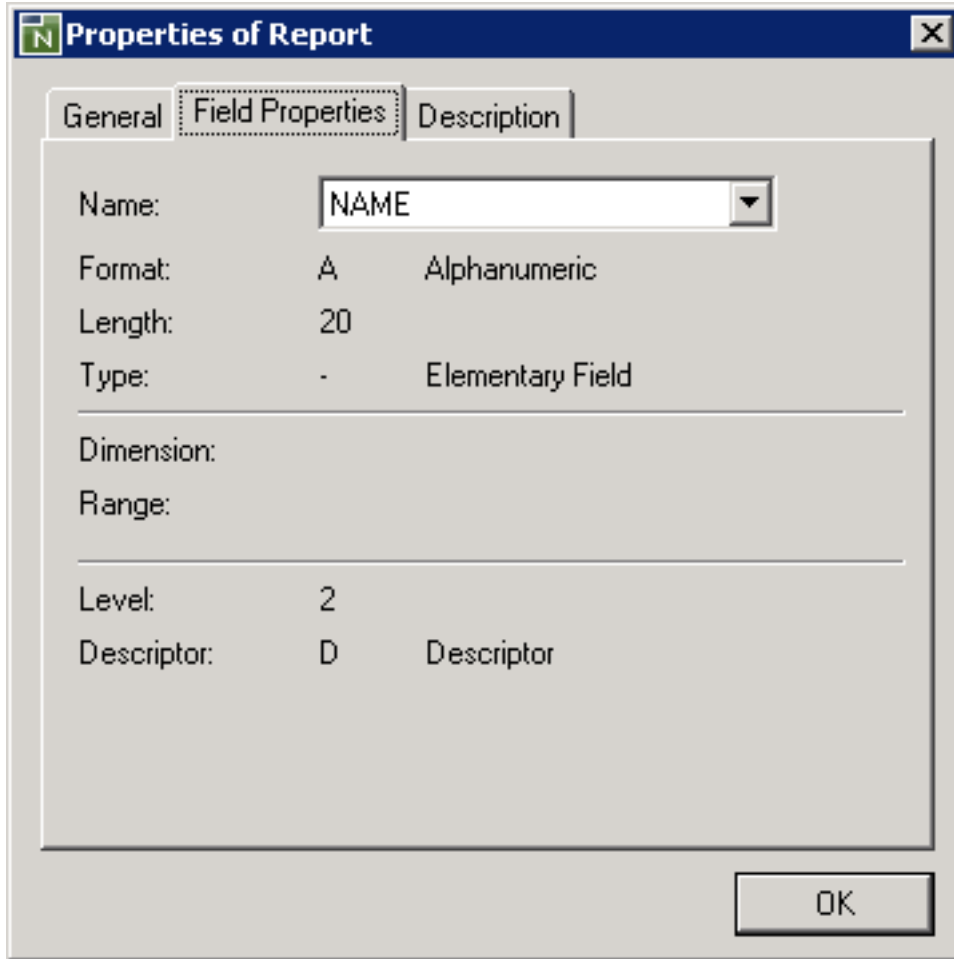 N Properties of Report
General Field Properties Description
Name: NAME
Format: A Alphanumeric
Length: 20
Type: - Elementary Field
Dimension:
Range:
Level: 2
Descriptor: D Descriptor
OK